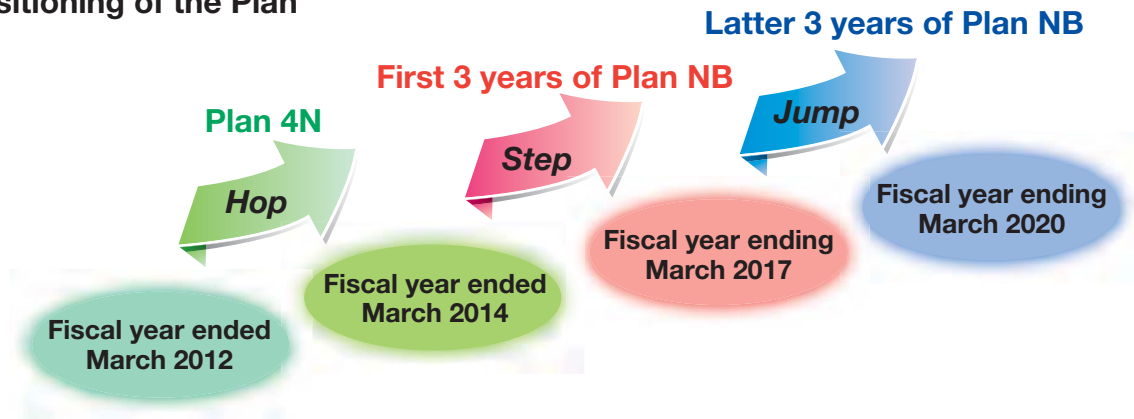 sitioning of the Plan
Latter 3 years of Plan NB
First 3 years of Plan NB
Plan 4N
Jump
Step
Hop
Fiscal year ending
March 2020
Fiscal year ending
March 2017
Fiscal year ended
March 2014
Fiscal year ended
March 2012